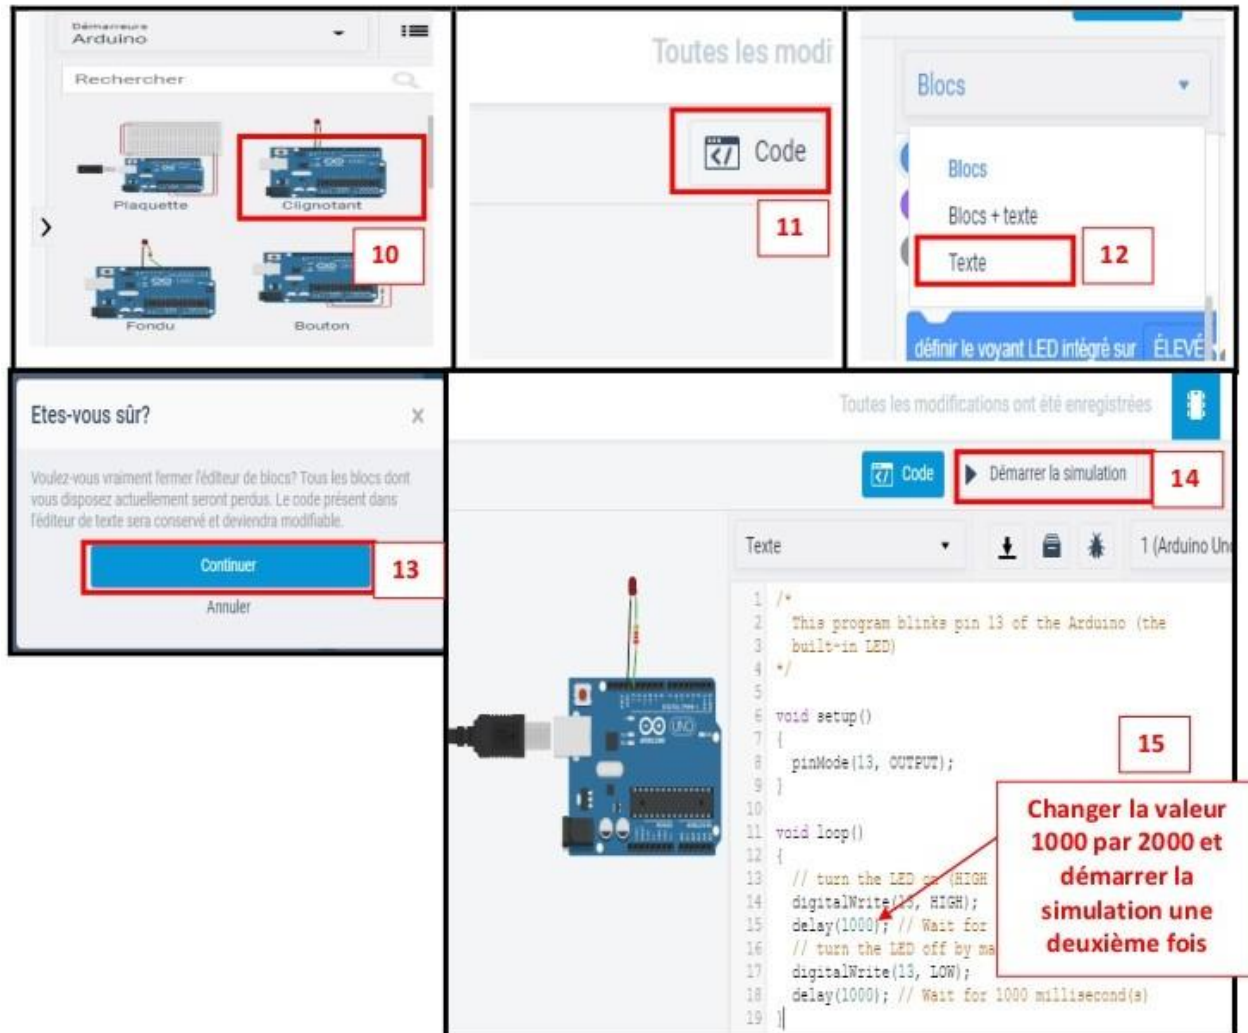 Démarreurs
Arduino
Rechercher
Plaquette
Clignotant
10
Fondu
Bouton
Toutes les modi
Code
11
Blocs
Blocs
Blocs + texte
Texte
12
définir le voyant LED intégré sur ÉLEVÉ
Etes-vous sûr?
X
Voulez-vous vraiment fermer l'éditeur de blocs? Tous les blocs dont
vous disposez actuellement seront perdus. Le code présent dans
l'éditeur de texte sera conservé et deviendra modifiable.
Continuer
13
Annuler
Toutes les modifications ont été enregistrées
Code
Démarrer la simulation
14
Texte
1 (Arduino Uno
1 /*
2 This program blinks pin 13 of the Arduino (the
3 built-in LED)
4 */
5
6 void setup()
7 {
8 pinMode(13, OUTPUT);
9 }
10
11 void loop()
12 {
13 // turn the LED on (HIGH
14 digitalWrite(13, HIGH);
15 delay(1000); // Wait for
16 // turn the LED off by ma
17 digitalWrite(13, LOW);
18 delay(1000); // Wait for 1000 millisecond(s)
19 }
15
Changer la valeur
1000 par 2000 et
démarrer la
simulation une
deuxième fois
UNO